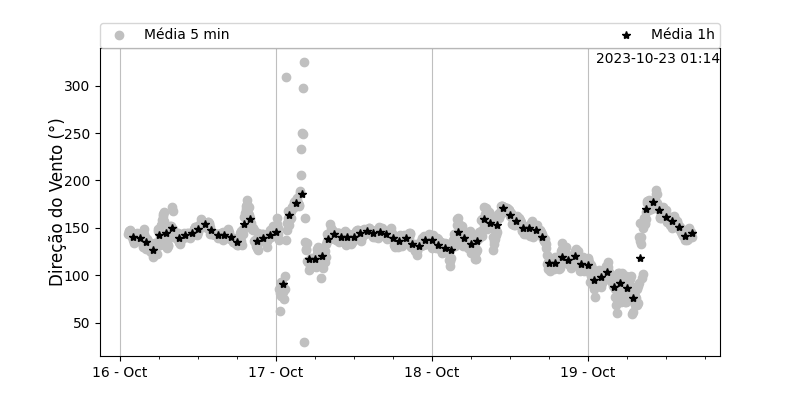 Média 5 min
Média 1h
2023-10-23 01:14
Direção do Vento (°)
300
250
200
150
100
50
16 - Oct
17 - Oct
18 - Oct
19 - Oct